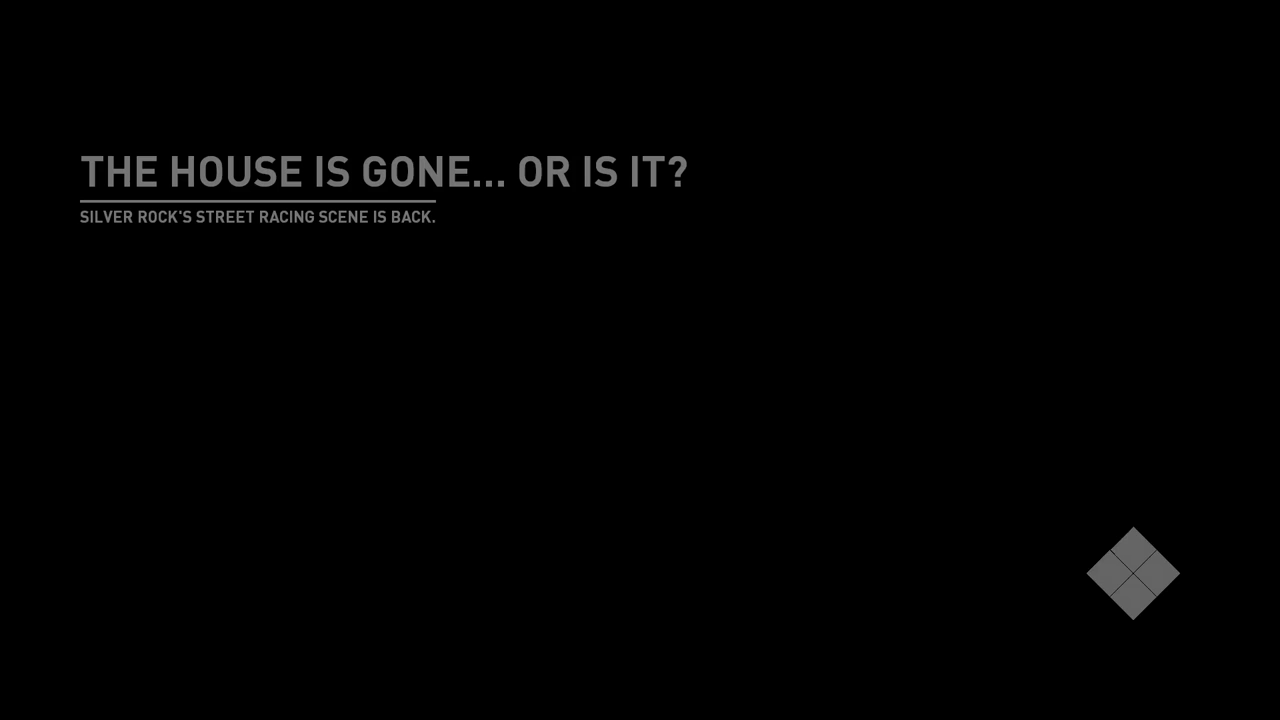 THE HOUSE IS GONE... OR IS IT?
SILVER ROCK'S STREET RACING SCENE IS BACK.